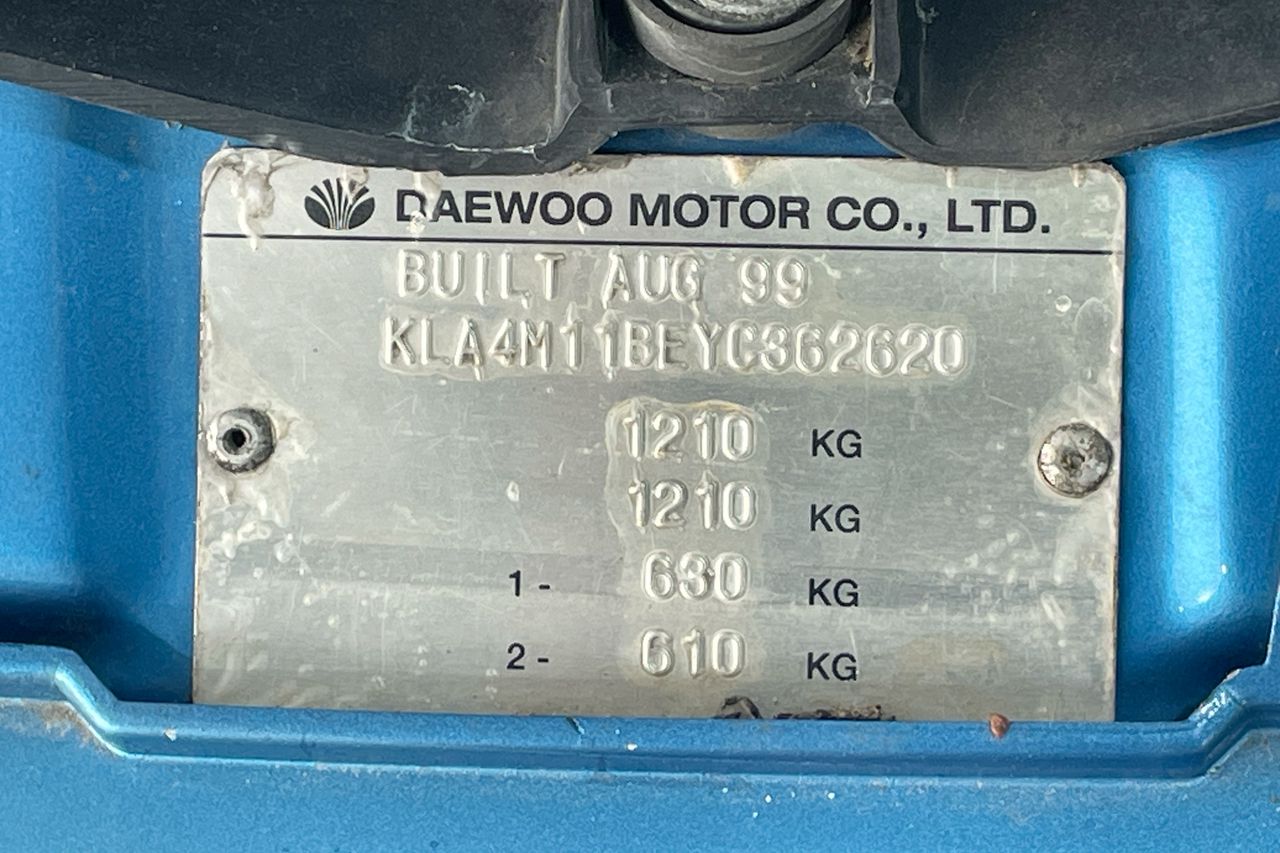 DAEWOO MOTOR CO., LTD.
BUILT AUG 99
KLA4M11BEYC362620
1210 KG
1210 KG
1- 630 KG
2- 610 KG